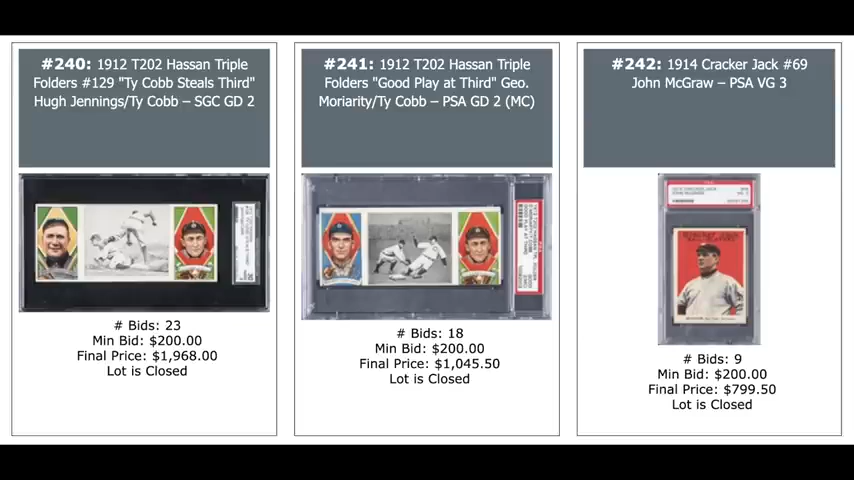 #240: 1912 T202 Hassan Triple
Folders #129 "Ty Cobb Steals Third"
Hugh Jennings/Ty Cobb – SGC GD 2
# Bids: 23
Min Bid: $200.00
Final Price: $1,968.00
Lot is Closed
#241: 1912 T202 Hassan Triple
Folders "Good Play at Third" Geo.
Moriarity/Ty Cobb – PSA GD 2 (MC)
# Bids: 18
Min Bid: $200.00
Final Price: $1,045.50
Lot is Closed
#242: 1914 Cracker Jack #69
John McGraw – PSA VG 3
# Bids: 9
Min Bid: $200.00
Final Price: $799.50
Lot is Closed